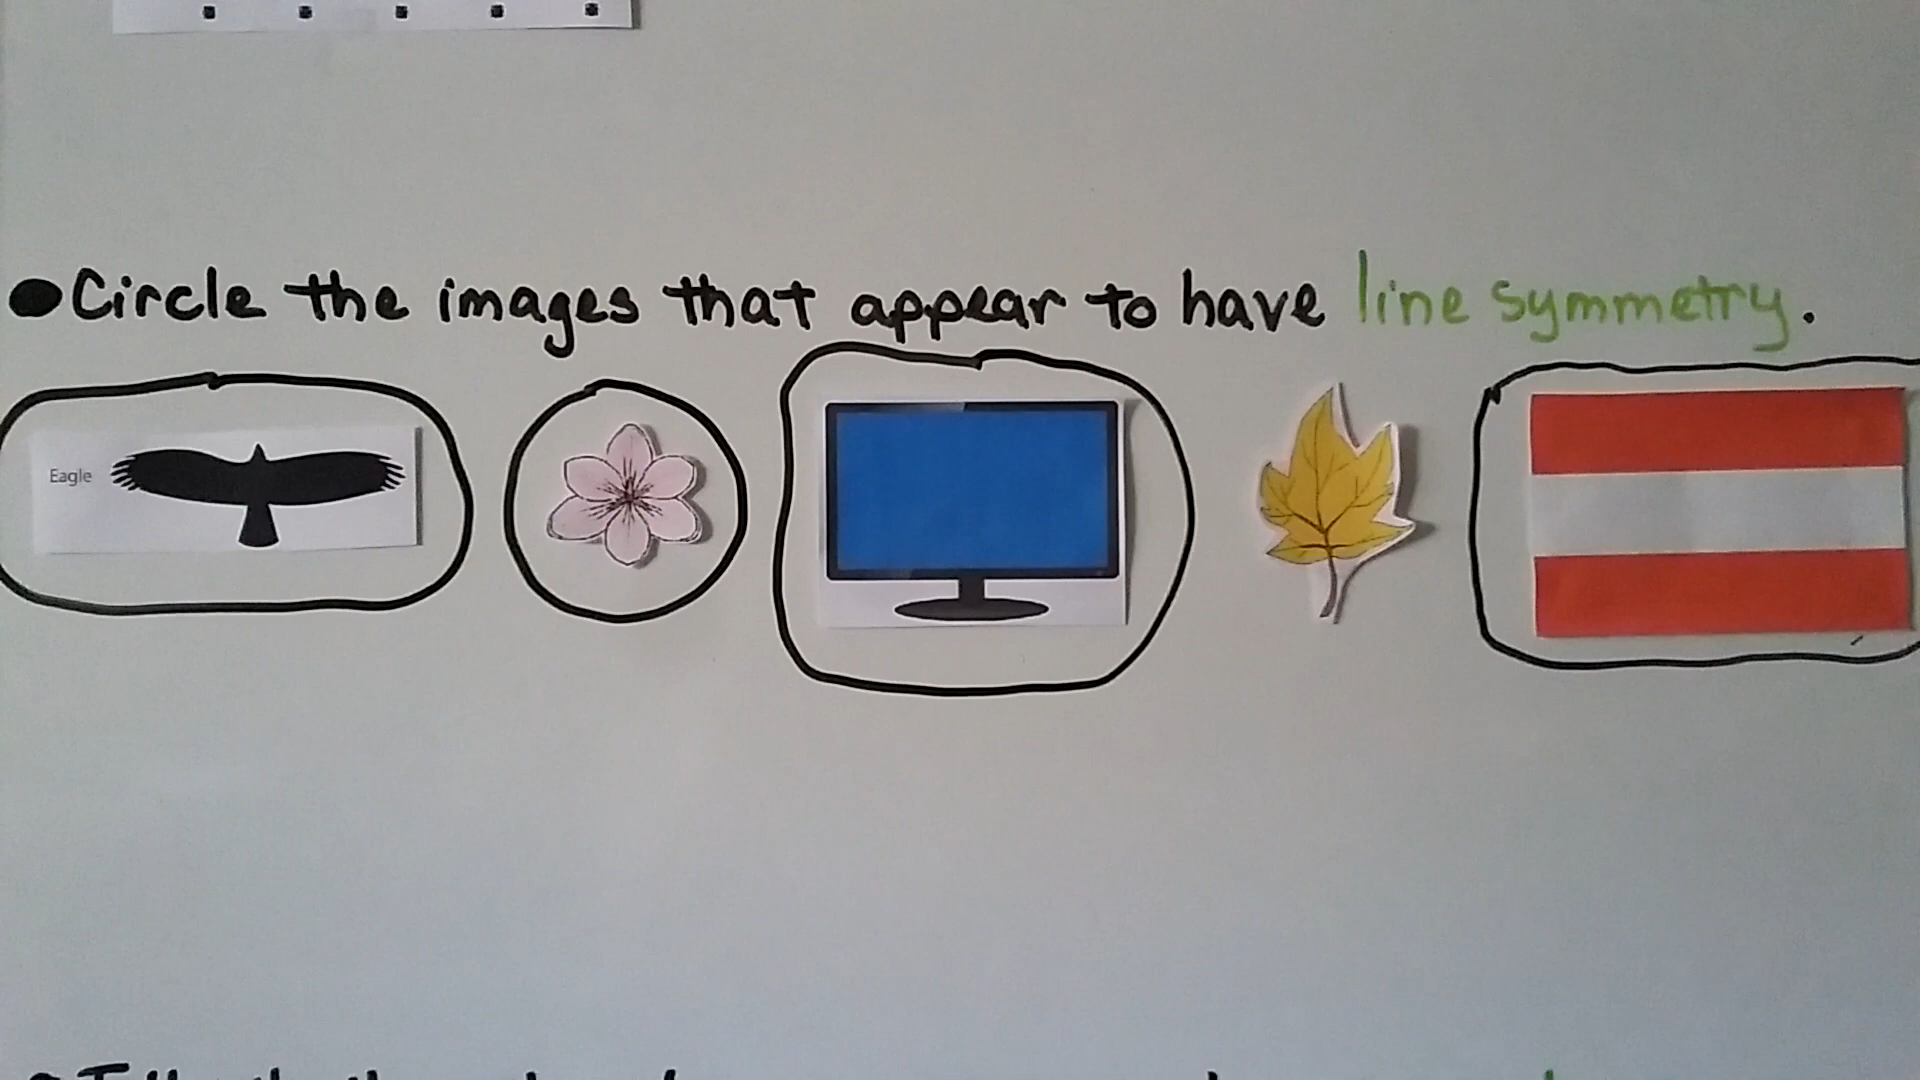 Circle the images that appear to have line symmetry.
Eagle